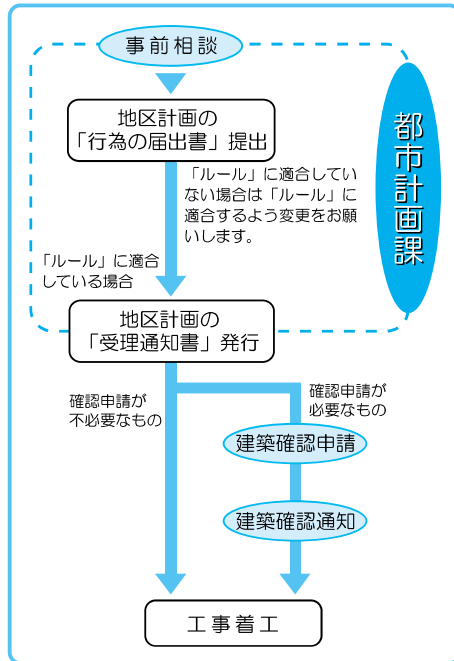 事前相談
地区計画の
「行為の届出書」提出
都市計画課
「ルール」に適合してい
ない場合は「ルール」に
適合するよう変更をお願
いします。
「ルール」に適合
している場合
地区計画の
「受理通知書」発行
確認申請が
不必要なもの
確認申請が
必要なもの
建築確認申請
建築確認通知
工事着工